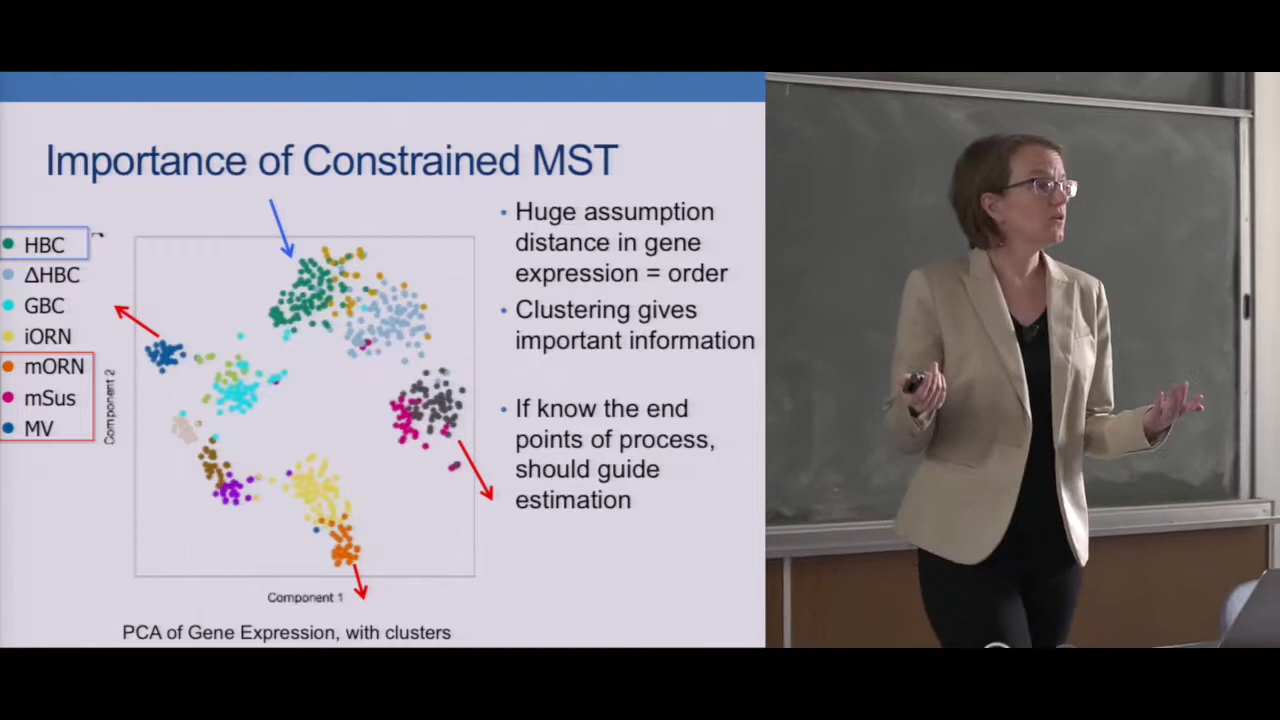 Importance of Constrained MST
HBC
ΔHBC
GBC
iORN
mORN
mSus
MV
Component 2
Component 1
PCA of Gene Expression, with clusters
• Huge assumption
distance in gene
expression = order
• Clustering gives
important information
• If know the end
points of process,
should guide
estimation